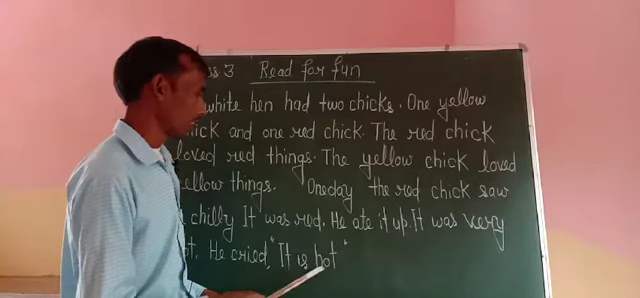 3 Read for fun
white hen had two chicks. One yellow
and one red chick. The red chick
loved red things. The yellow chick loved
things. Oneday the red chick saw
chilly It was red. He ate it up. It was very
He cried, "It is hot"